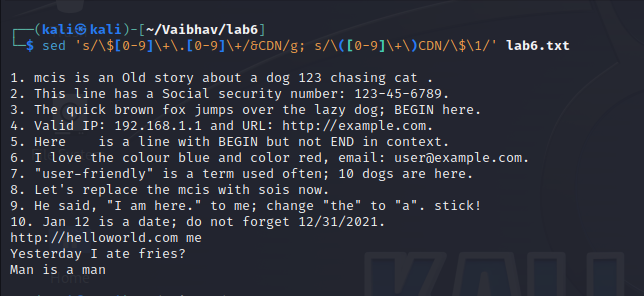 ┌──(kali㉿kali)-[~/Vaibhav/lab6]
└─$ sed 's/\$[0-9]\+\.[0-9]\+/&CDN/g; s/\([0-9]\+\)CDN/\$\1/' lab6.txt
1. mcis is an Old story about a dog 123 chasing cat .
2. This line has a Social security number: 123-45-6789.
3. The quick brown fox jumps over the lazy dog; BEGIN here.
4. Valid IP: 192.168.1.1 and URL: http://example.com.
5. Here    is a line with BEGIN but not END in context.
6. I love the colour blue and color red, email: user@example.com.
7. "user-friendly" is a term used often; 10 dogs are here.
8. Let's replace the mcis with sois now.
9. He said, "I am here." to me; change "the" to "a". stick!
10. Jan 12 is a date; do not forget 12/31/2021.
http://helloworld.com me
Yesterday I ate fries?
Man is a man
Home
KALI